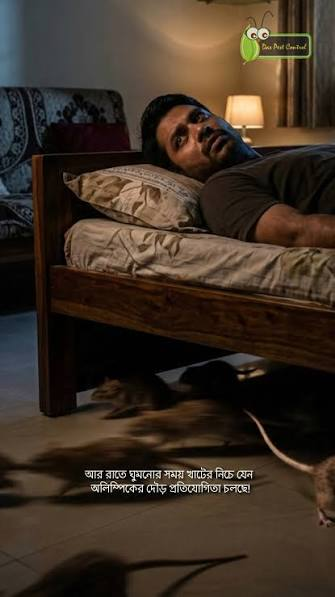 Das Pest Control
আর রাতে ঘুমনোর সময় খাটের নিচে যেন
অলিম্পিকের দৌড় প্রতিযোগিতা চলছে!